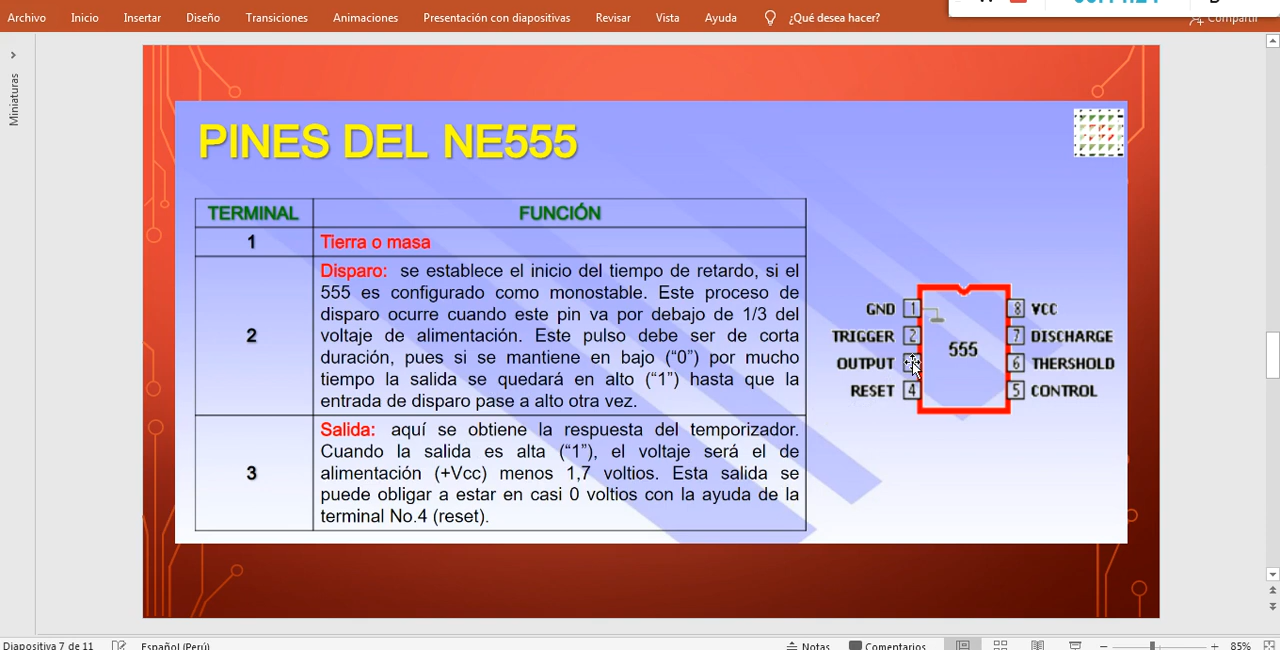 Archivo Inicio Insertar Diseño Transiciones Animaciones Presentación con diapositivas Revisar Vista Ayuda ¿Qué desea hacer? Compartir
Miniaturas
PINES DEL NE555
TERMINAL FUNCIÓN
1 Tierra o masa
2 Disparo: se establece el inicio del tiempo de retardo, si el
555 es configurado como monostable. Este proceso de
disparo ocurre cuando este pin va por debajo de 1/3 del
voltaje de alimentación. Este pulso debe ser de corta
duración, pues si se mantiene en bajo (“0”) por mucho
tiempo la salida se quedará en alto (“1”) hasta que la
entrada de disparo pase a alto otra vez.
3 Salida: aquí se obtiene la respuesta del temporizador.
Cuando la salida es alta (“1”), el voltaje será el de
alimentación (+Vcc) menos 1,7 voltios. Esta salida se
puede obligar a estar en casi 0 voltios con la ayuda de la
terminal No.4 (reset).
GND 1 8 VCC
TRIGGER 2 7 DISCHARGE
555
OUTPUT 6 THERSHOLD
RESET 4 5 CONTROL
Diapositiva 7 de 11 Español (Perú) Notas Comentarios 85%